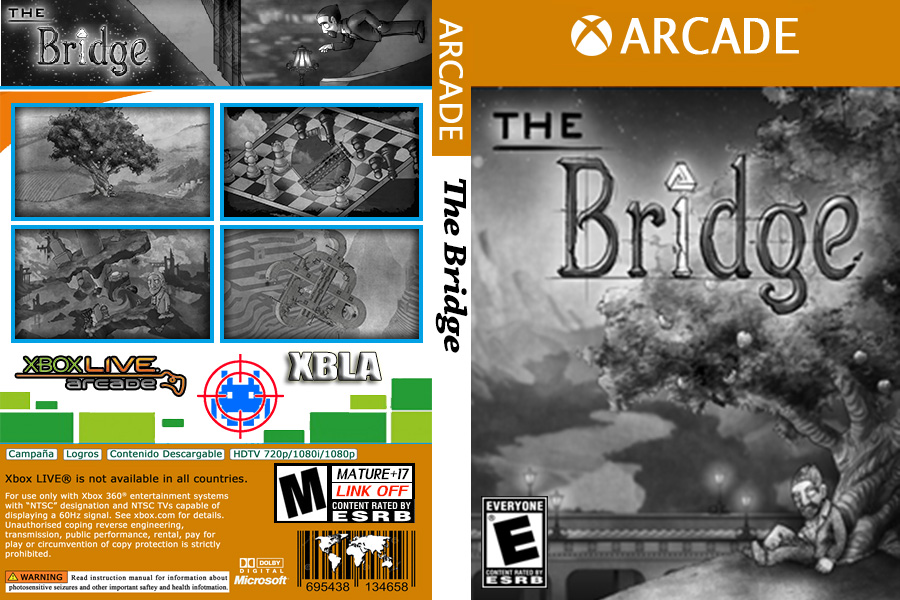 THE
Bridge
XBOX LIVE.
arcade
XBLA
Campaña Logros Contenido Descargable HDTV 720p/1080i/1080p
Xbox LIVE® is not available in all countries.
For use only with Xbox 360® entertainment systems
with “NTSC” designation and NTSC TVs capable of
displaying a 60Hz signal. See xbox.com for details.
Unauthorised coping reverse engineering,
transmission, public performance, rental, pay for
play or circumvention of copy protection is strictly
prohibited.
WARNING Read instruction manual for information about
photosensitive seizures and other important saftey and health infotmation.
M
MATURE+17
LINK OFF
CONTENT RATED BY
ESRB
DOLBY
DIGITAL
Microsoft
695438 134658
ARCADE
The Bridge
ARCADE
THE
Bridge
EVERYONE
E
CONTENT RATED BY
ESRB